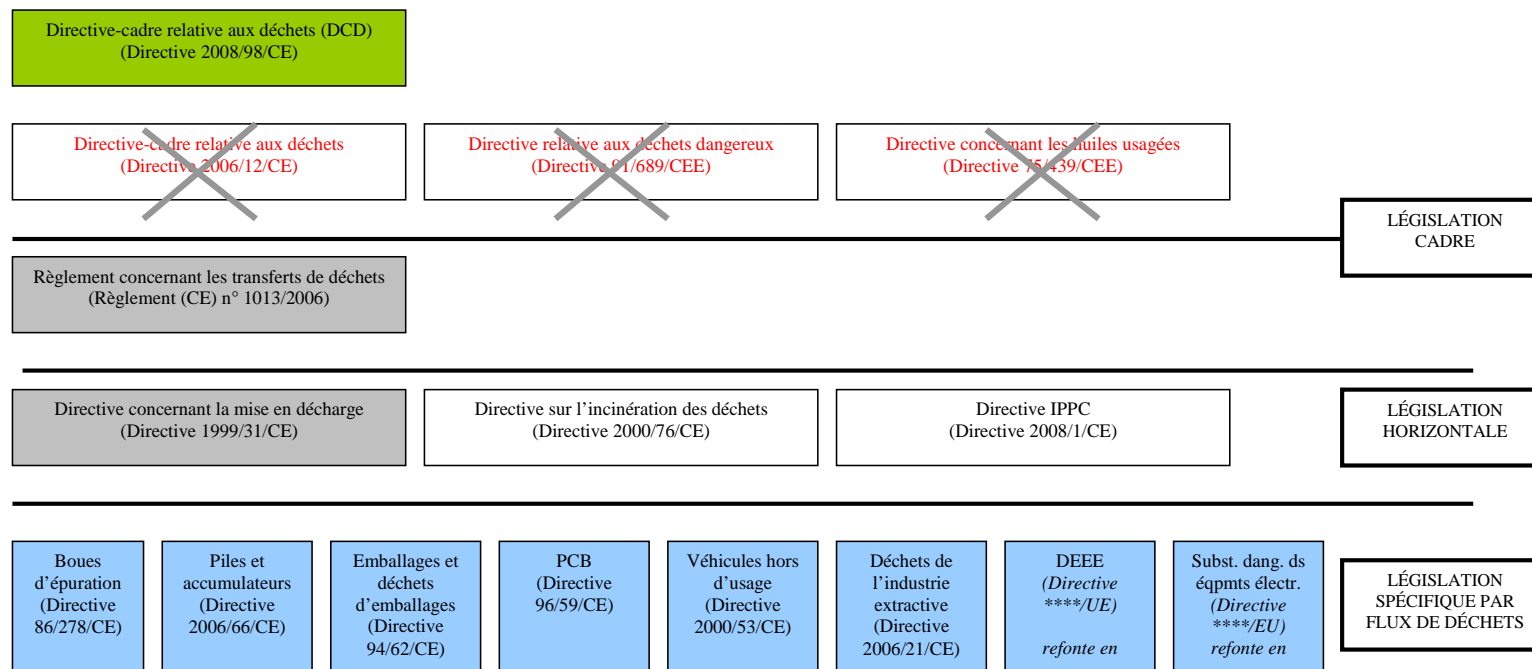 Directive-cadre relative aux déchets (DCD)
(Directive 2008/98/CE)
Directive-cadre relative aux déchets
(Directive 2006/12/CE)
Directive relative aux déchets dangereux
(Directive 91/689/CEE)
Directive concernant les huiles usagées
(Directive 75/439/CEE)
LÉGISLATION
CADRE
Règlement concernant les transferts de déchets
(Règlement (CE) n° 1013/2006)
Directive concernant la mise en décharge
(Directive 1999/31/CE)
Directive sur l’incinération des déchets
(Directive 2000/76/CE)
Directive IPPC
(Directive 2008/1/CE)
LÉGISLATION
HORIZONTALE
Boues
d’épuration
(Directive
86/278/CE)
Piles et
accumulateurs
(Directive
2006/66/CE)
Emballages et
déchets
d’emballages
(Directive
94/62/CE)
PCB
(Directive
96/59/CE)
Véhicules hors
d’usage
(Directive
2000/53/CE)
Déchets de
l’industrie
extractive
(Directive
2006/21/CE)
DEEE
(Directive
****/UE)
refonte en
Subst. dang. ds
éqpmts électr.
(Directive
****/EU)
refonte en
LÉGISLATION
SPÉCIFIQUE PAR
FLUX DE DÉCHETS